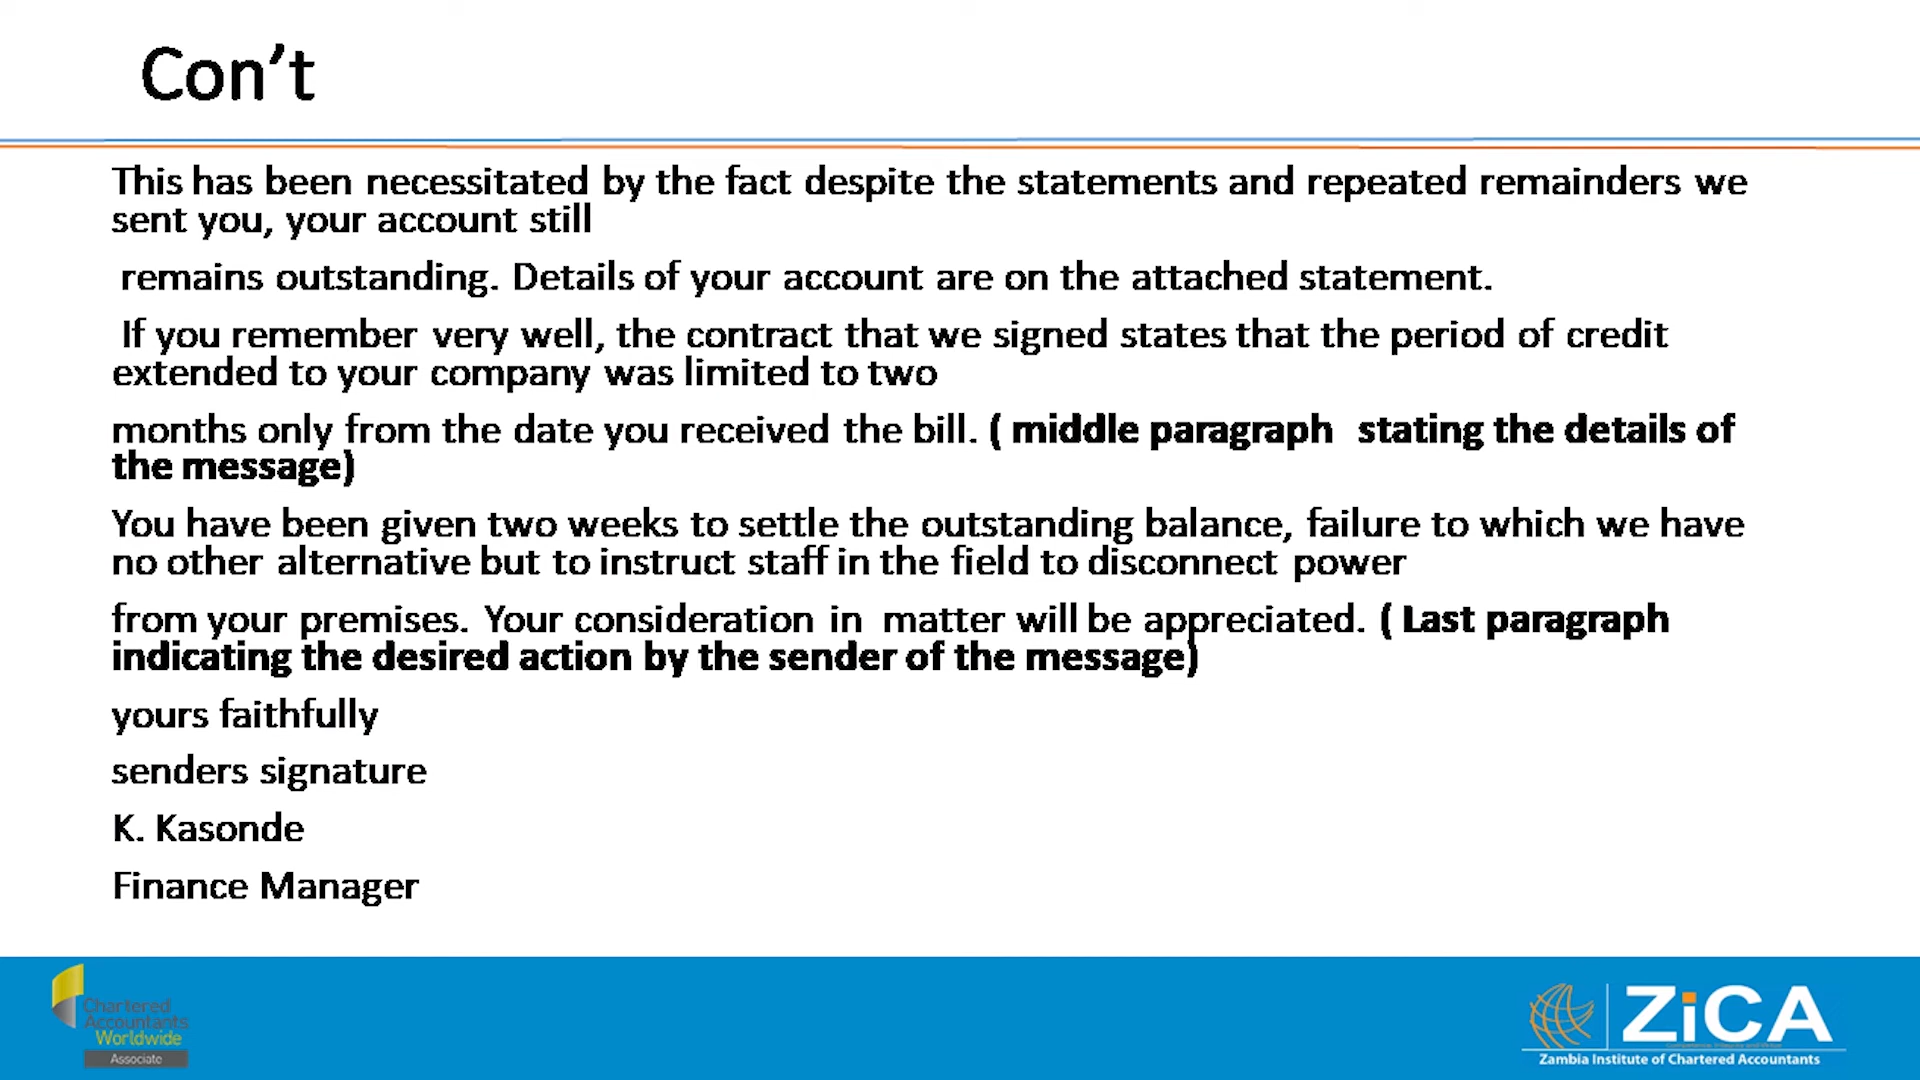 Con’t
This has been necessitated by the fact despite the statements and repeated remainders we
sent you, your account still
remains outstanding. Details of your account are on the attached statement.
If you remember very well, the contract that we signed states that the period of credit
extended to your company was limited to two
months only from the date you received the bill. ( middle paragraph stating the details of
the message)
You have been given two weeks to settle the outstanding balance, failure to which we have
no other alternative but to instruct staff in the field to disconnect power
from your premises. Your consideration in matter will be appreciated. ( Last paragraph
indicating the desired action by the sender of the message)
yours faithfully
senders signature
K. Kasonde
Finance Manager
Chartered
Accountants
Worldwide
Associate
ZiCA
Zambia Institute of Chartered Accountants